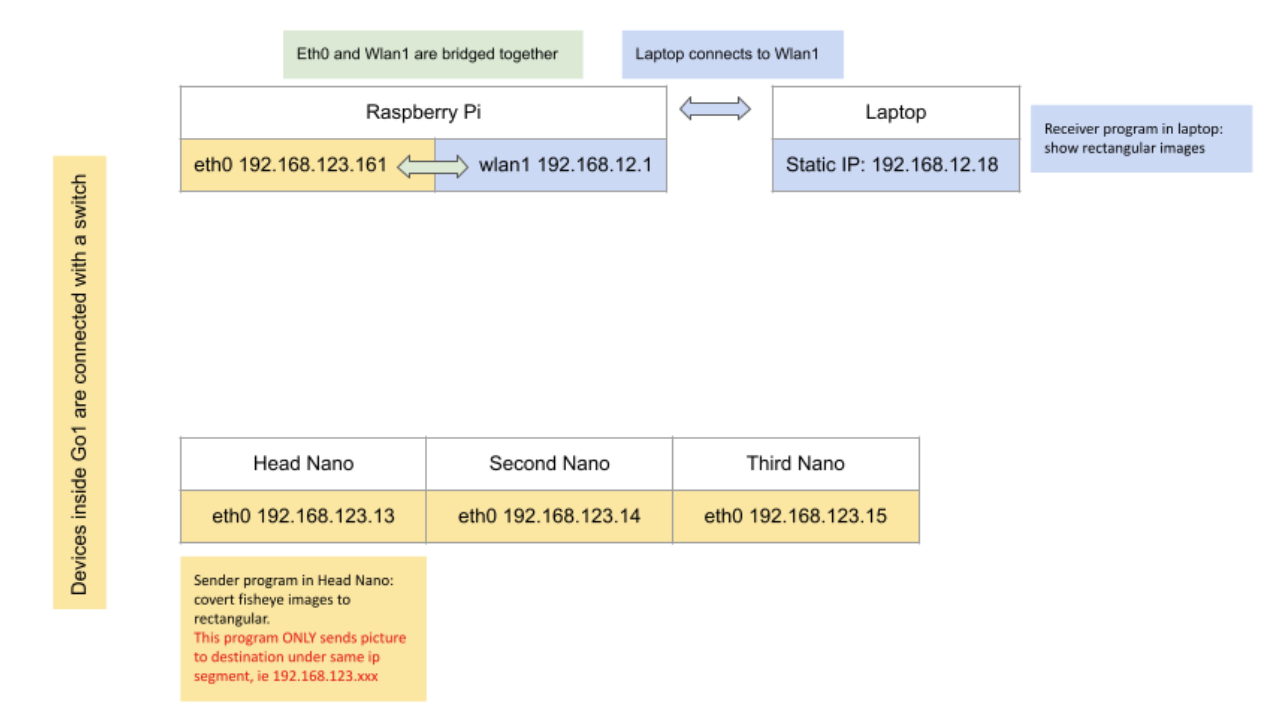 Eth0 and Wlan1 are bridged together
Laptop connects to Wlan1
Raspberry Pi
Laptop
eth0 192.168.123.161
wlan1 192.168.12.1
Static IP: 192.168.12.18
Receiver program in laptop:
show rectangular images
Devices inside Go1 are connected with a switch
Head Nano
Second Nano
Third Nano
eth0 192.168.123.13
eth0 192.168.123.14
eth0 192.168.123.15
Sender program in Head Nano:
covert fisheye images to
rectangular.
This program ONLY sends picture
to destination under same ip
segment, ie 192.168.123.xxx